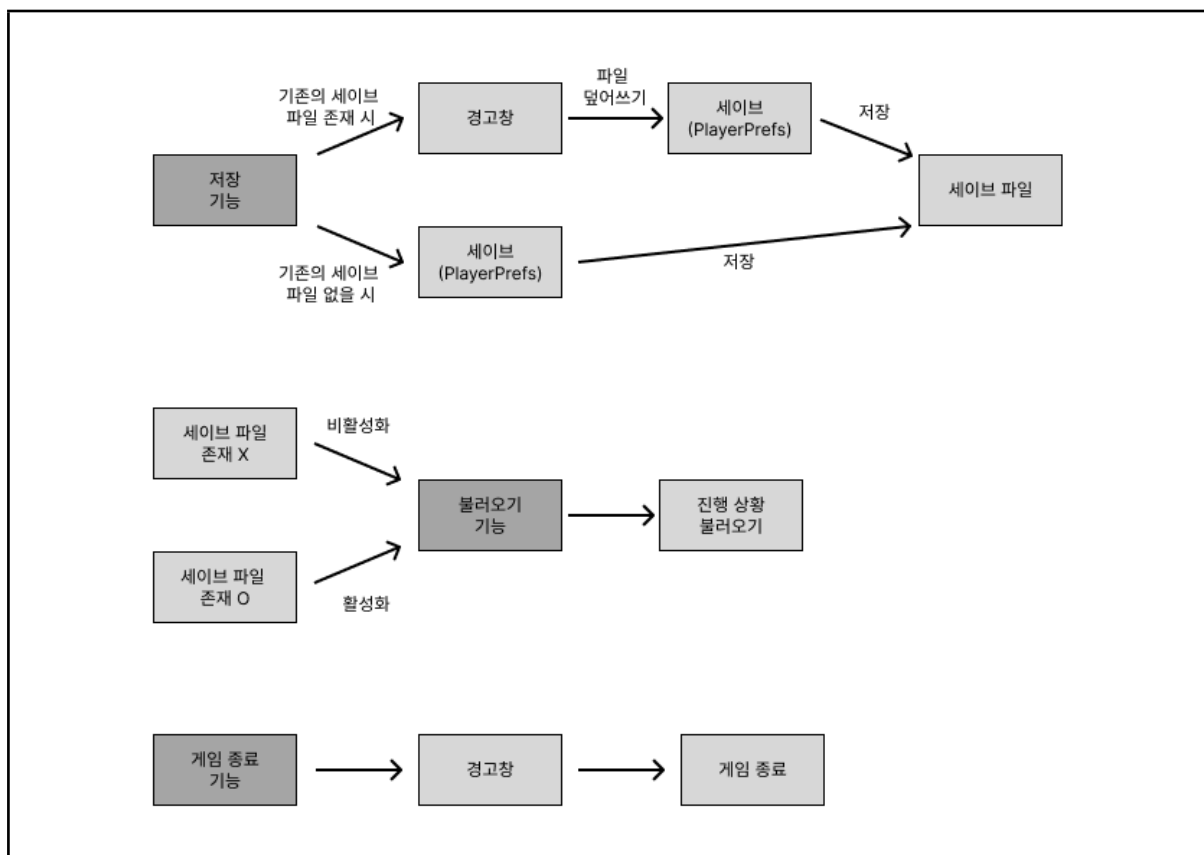 기존의 세이브
파일 존재 시
경고창
파일
덮어쓰기
세이브
(PlayerPrefs)
저장
저장
기능
세이브 파일
기존의 세이브
파일 없을 시
세이브
(PlayerPrefs)
저장
세이브 파일
존재 X
비활성화
불러오기
기능
진행 상황
불러오기
세이브 파일
존재 O
활성화
게임 종료
기능
경고창
게임 종료